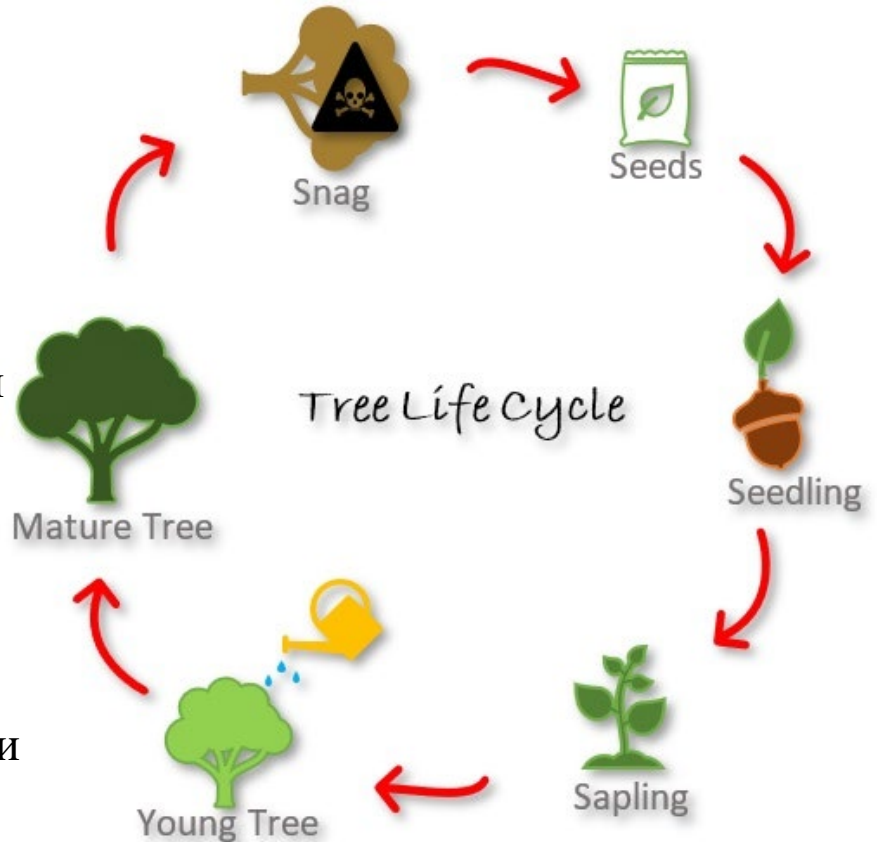 Snag
Seeds
и
Tree Life Cycle
Seedling
Mature Tree
и
Sapling
Young Tree